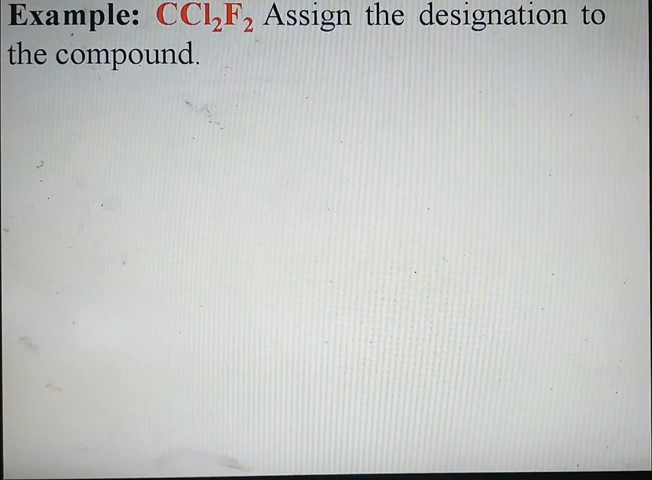 Example: CCl₂F₂ Assign the designation to
the compound.